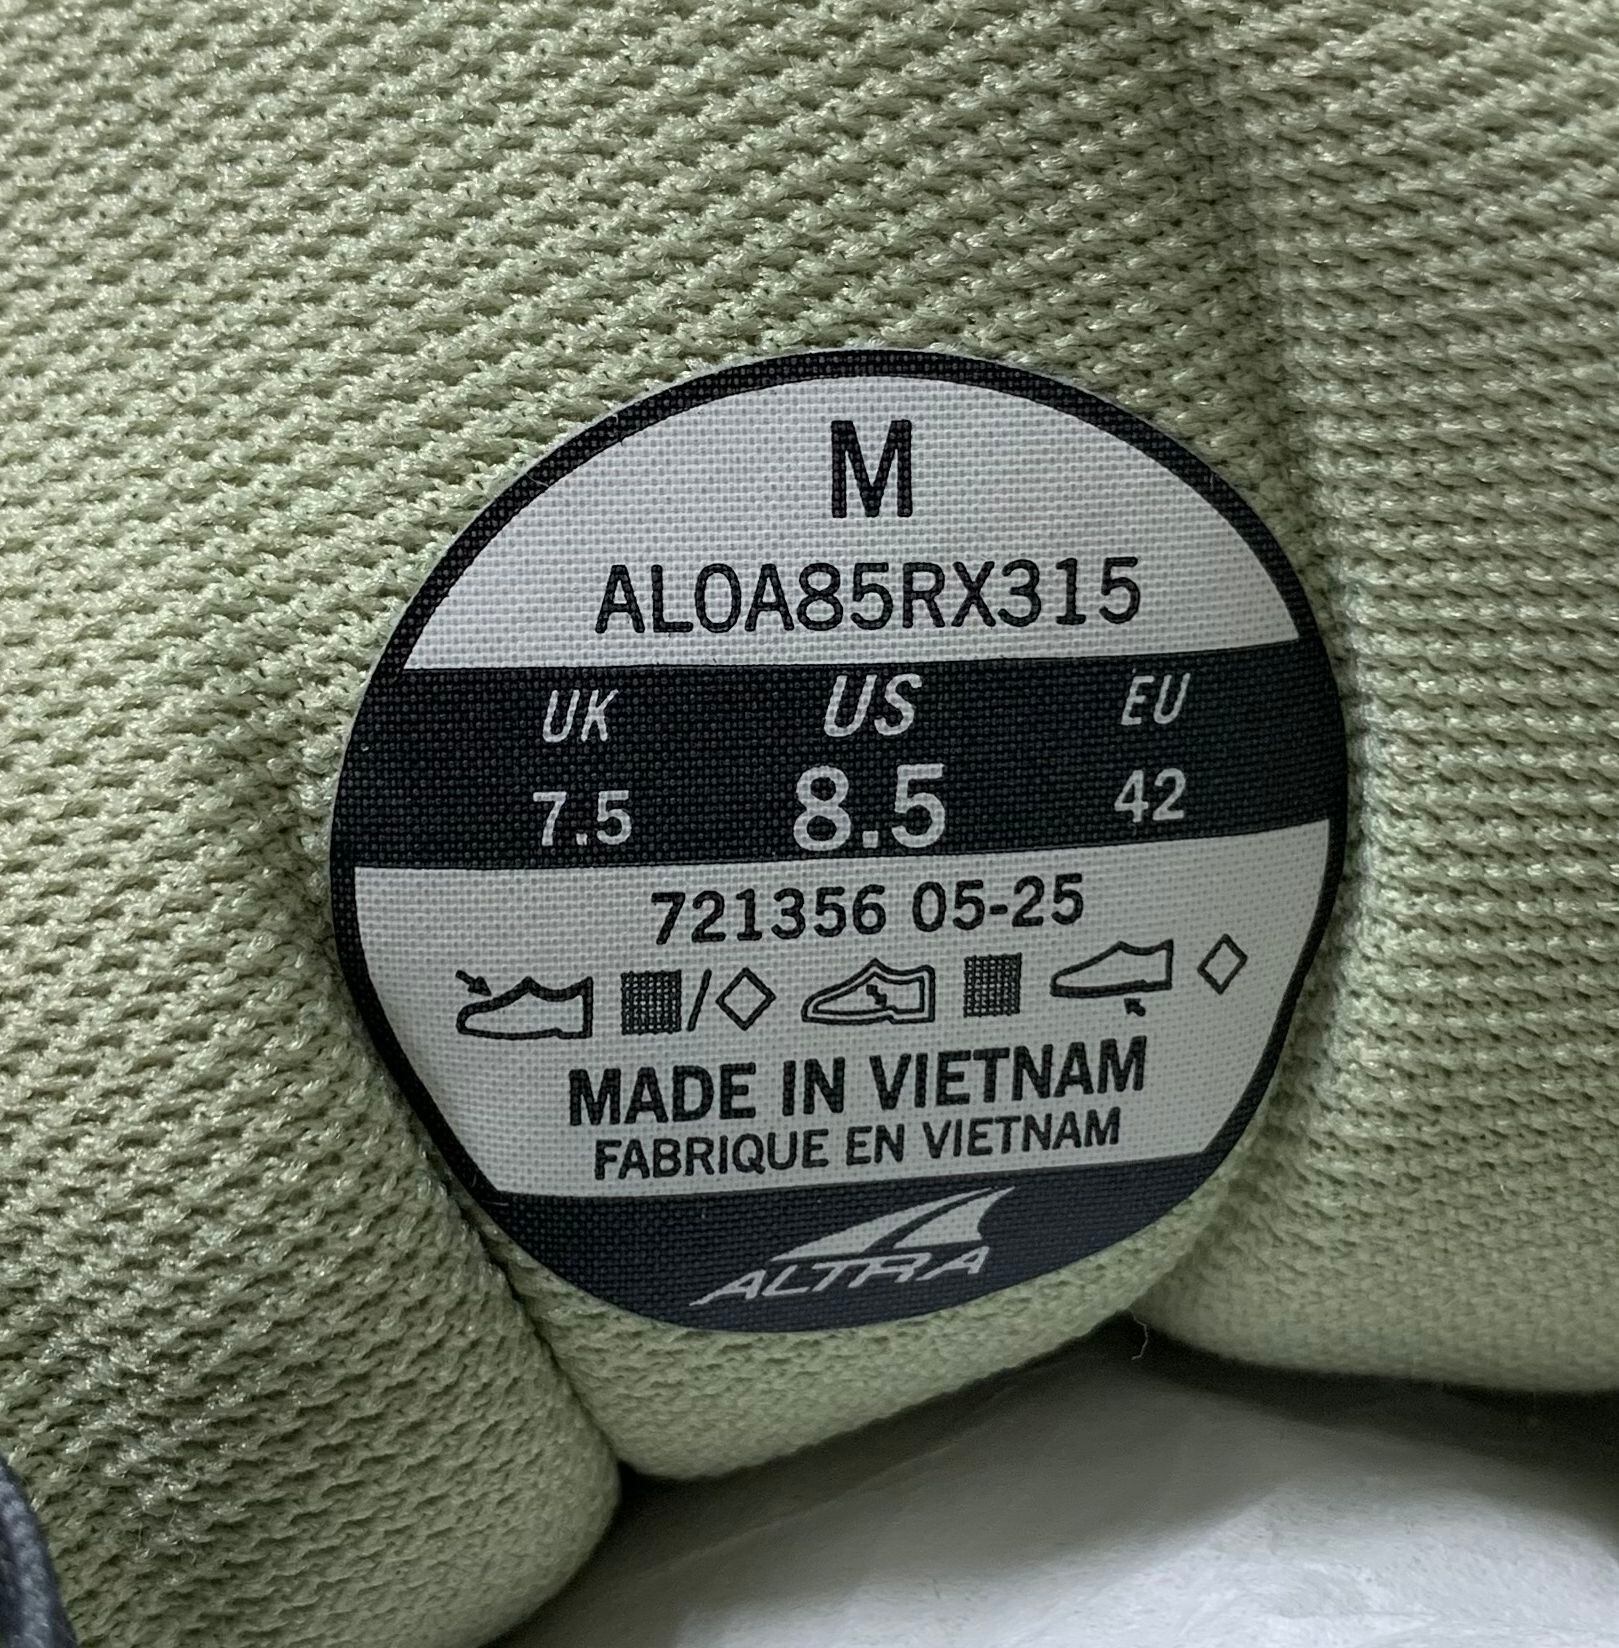 M
AL0A85RX315
UK US EU
7.5 8.5 42
721356 05-25
MADE IN VIETNAM
FABRIQUE EN VIETNAM
ALTRA